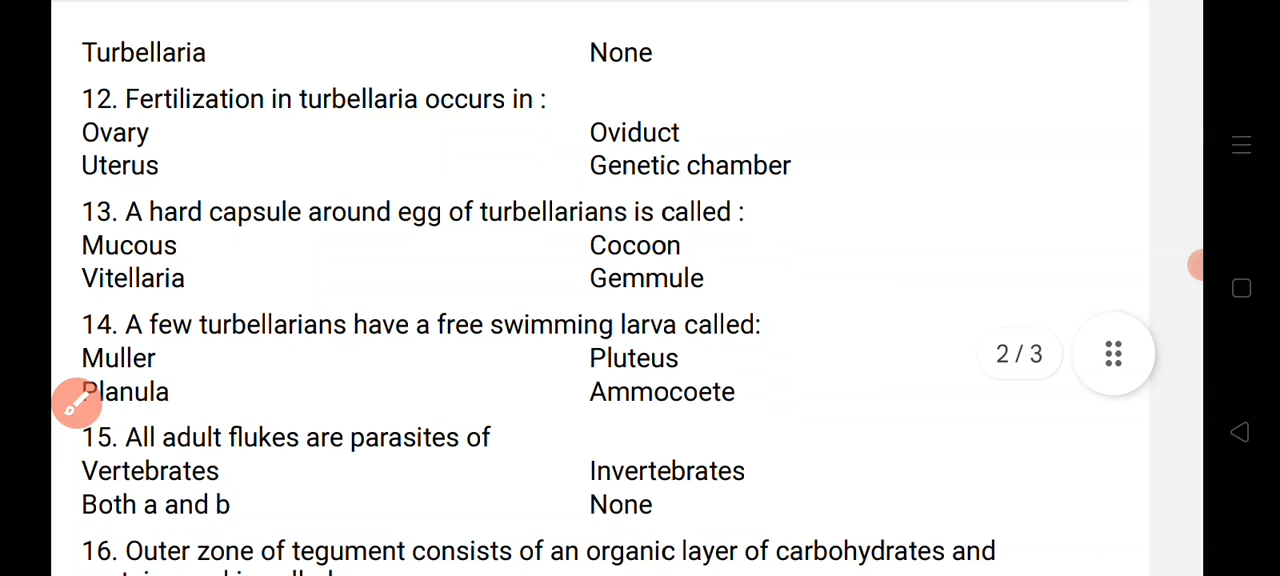 Turbellaria None
12. Fertilization in turbellaria occurs in :
Ovary Oviduct
Uterus Genetic chamber
13. A hard capsule around egg of turbellarians is called :
Mucous Cocoon
Vitellaria Gemmule
14. A few turbellarians have a free swimming larva called:
Muller Pluteus
Planula Ammocoete
2 / 3
15. All adult flukes are parasites of
Vertebrates Invertebrates
Both a and b None
16. Outer zone of tegument consists of an organic layer of carbohydrates and